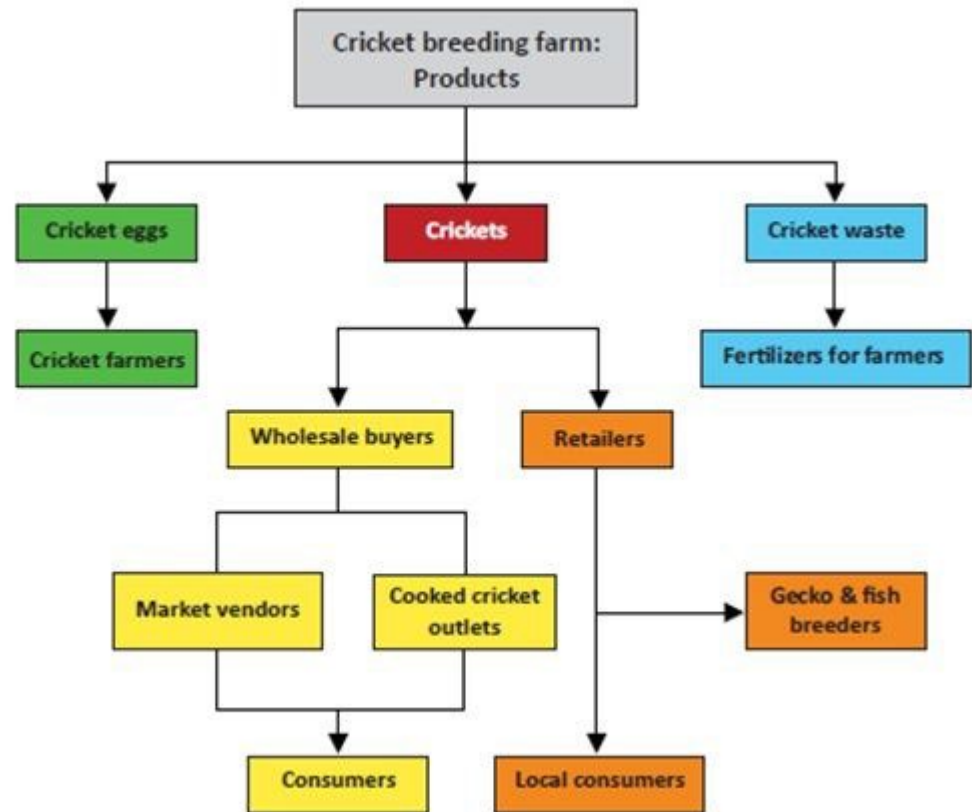 Cricket breeding farm:
Products
Cricket eggs
Crickets
Cricket waste
Cricket farmers
Fertilizers for farmers
Wholesale buyers
Retailers
Market vendors
Cooked cricket
outlets
Gecko & fish
breeders
Consumers
Local consumers